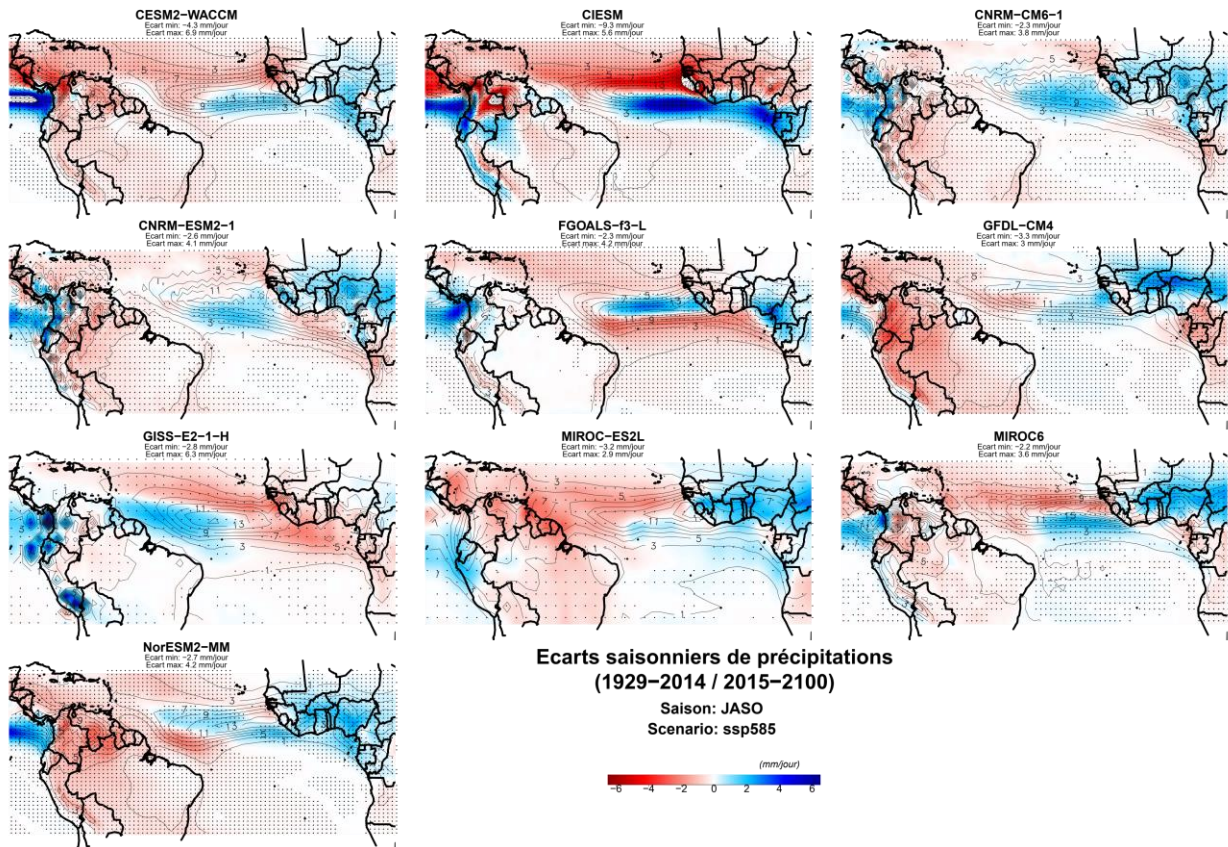 CESM2-WACCM
Ecart min: -4.3 mm/jour
Ecart max: 6.9 mm/jour
CIESM
Ecart min: -9.3 mm/jour
Ecart max: 5.6 mm/jour
CNRM-CM6-1
Ecart min: -2.3 mm/jour
Ecart max: 3.8 mm/jour
CNRM-ESM2-1
Ecart min: -2.6 mm/jour
Ecart max: 4.1 mm/jour
FGOALS-f3-L
Ecart min: -2.3 mm/jour
Ecart max: 4.2 mm/jour
GFDL-CM4
Ecart min: -3.3 mm/jour
Ecart max: 3 mm/jour
GISS-E2-1-H
Ecart min: -2.8 mm/jour
Ecart max: 6.3 mm/jour
MIROC-ES2L
Ecart min: -3.2 mm/jour
Ecart max: 2.9 mm/jour
MIROC6
Ecart min: -2.2 mm/jour
Ecart max: 3.6 mm/jour
NorESM2-MM
Ecart min: -2.7 mm/jour
Ecart max: 4.2 mm/jour
Ecarts saisonniers de précipitations
(1929-2014 / 2015-2100)
Saison: JASO
Scenario: ssp585
(mm/jour)
-6 -4 -2 0 2 4 6